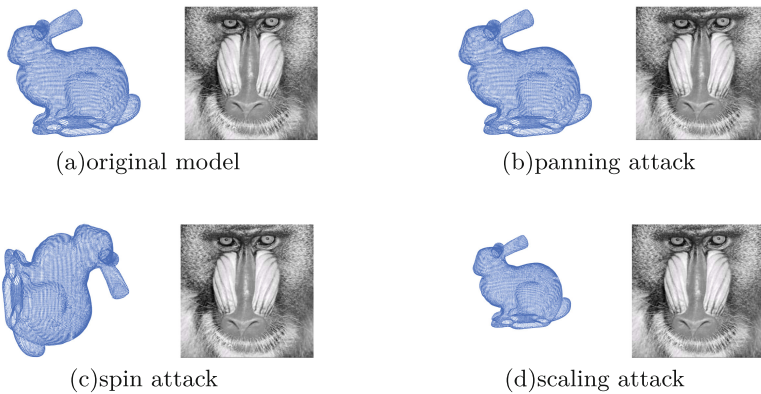 (a)original model
(b)panning attack
(c)spin attack
(d)scaling attack